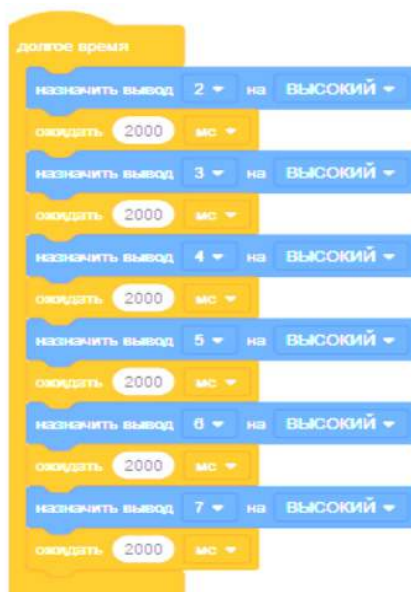 долгое время
назначить вывод 2 на ВЫСОКИЙ
ожидать 2000 мс
назначить вывод 3 на ВЫСОКИЙ
ожидать 2000 мс
назначить вывод 4 на ВЫСОКИЙ
ожидать 2000 мс
назначить вывод 5 на ВЫСОКИЙ
ожидать 2000 мс
назначить вывод 6 на ВЫСОКИЙ
ожидать 2000 мс
назначить вывод 7 на ВЫСОКИЙ
ожидать 2000 мс